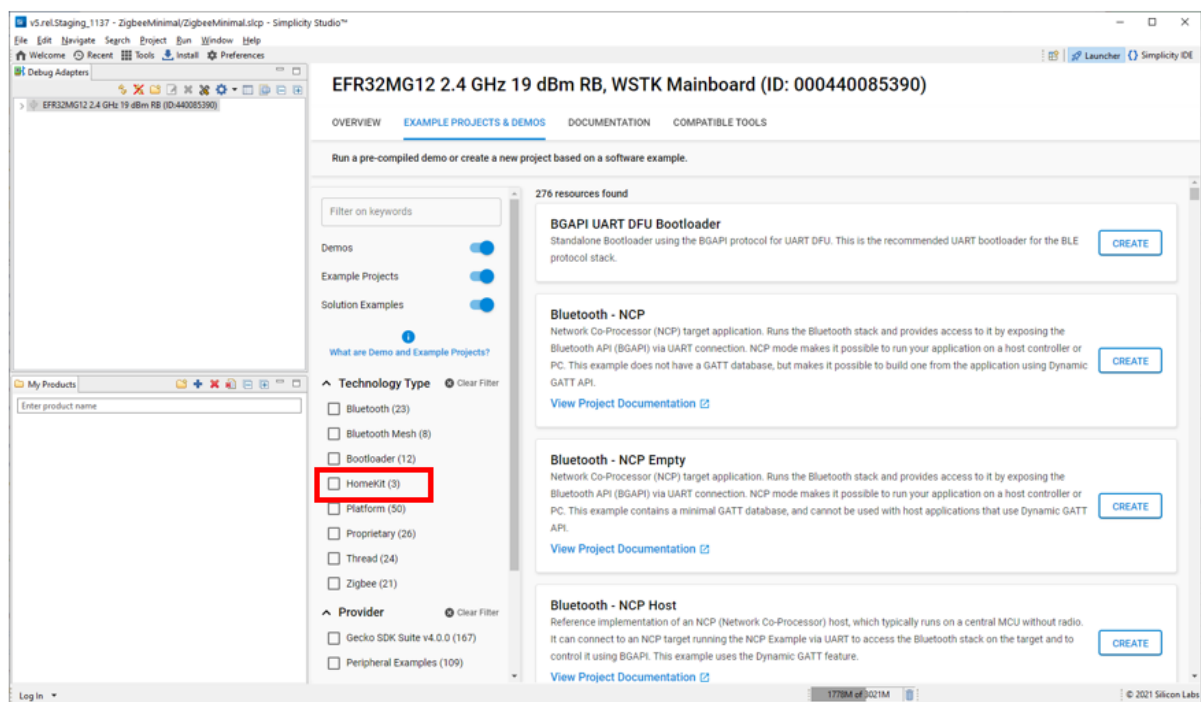 v5.rel.Staging_1137 - ZigbeeMinimal/ZigbeeMinimal.slcp - Simplicity Studio™
File Edit Navigate Search Project Run Window Help
Welcome Recent Tools Install Preferences
Launcher {} Simplicity IDE
Debug Adapters
EFR32MG12 2.4 GHz 19 dBm RB (ID:440085390)
EFR32MG12 2.4 GHz 19 dBm RB, WSTK Mainboard (ID: 000440085390)
OVERVIEW EXAMPLE PROJECTS & DEMOS DOCUMENTATION COMPATIBLE TOOLS
Run a pre-compiled demo or create a new project based on a software example.
Filter on keywords
Demos
Example Projects
Solution Examples
What are Demo and Example Projects?
Technology Type Clear Filter
Bluetooth (23)
Bluetooth Mesh (8)
Bootloader (12)
HomeKit (3)
Platform (50)
Proprietary (26)
Thread (24)
Zigbee (21)
Provider Clear Filter
Gecko SDK Suite v4.0.0 (167)
Peripheral Examples (109)
276 resources found
BGAPI UART DFU Bootloader
Standalone Bootloader using the BGAPI protocol for UART DFU. This is the recommended UART bootloader for the BLE
protocol stack.
CREATE
Bluetooth - NCP
Network Co-Processor (NCP) target application. Runs the Bluetooth stack and provides access to it by exposing the
Bluetooth API (BGAPI) via UART connection. NCP mode makes it possible to run your application on a host controller or
PC. This example does not have a GATT database, but makes it possible to build one from the application using Dynamic
GATT API.
View Project Documentation
CREATE
Bluetooth - NCP Empty
Network Co-Processor (NCP) target application. Runs the Bluetooth stack and provides access to it by exposing the
Bluetooth API (BGAPI) via UART connection. NCP mode makes it possible to run your application on a host controller or
PC. This example contains a minimal GATT database, and cannot be used with host applications that use Dynamic GATT
API.
View Project Documentation
CREATE
Bluetooth - NCP Host
Reference implementation of an NCP (Network Co-Processor) host, which typically runs on a central MCU without radio.
It can connect to an NCP target running the NCP Example via UART to access the Bluetooth stack on the target and to
control it using BGAPI. This example uses the Dynamic GATT feature.
View Project Documentation
CREATE
My Products
Enter product name
Log In
1778M of 3021M
© 2021 Silicon Labs